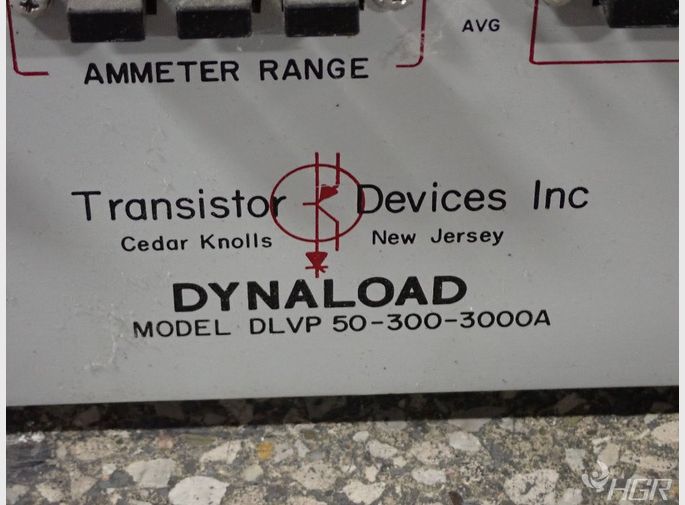 AVG
AMMETER RANGE
Transistor Devices Inc
Cedar Knolls New Jersey
DYNALOAD
MODEL DLVP 50-300-3000A
HGR